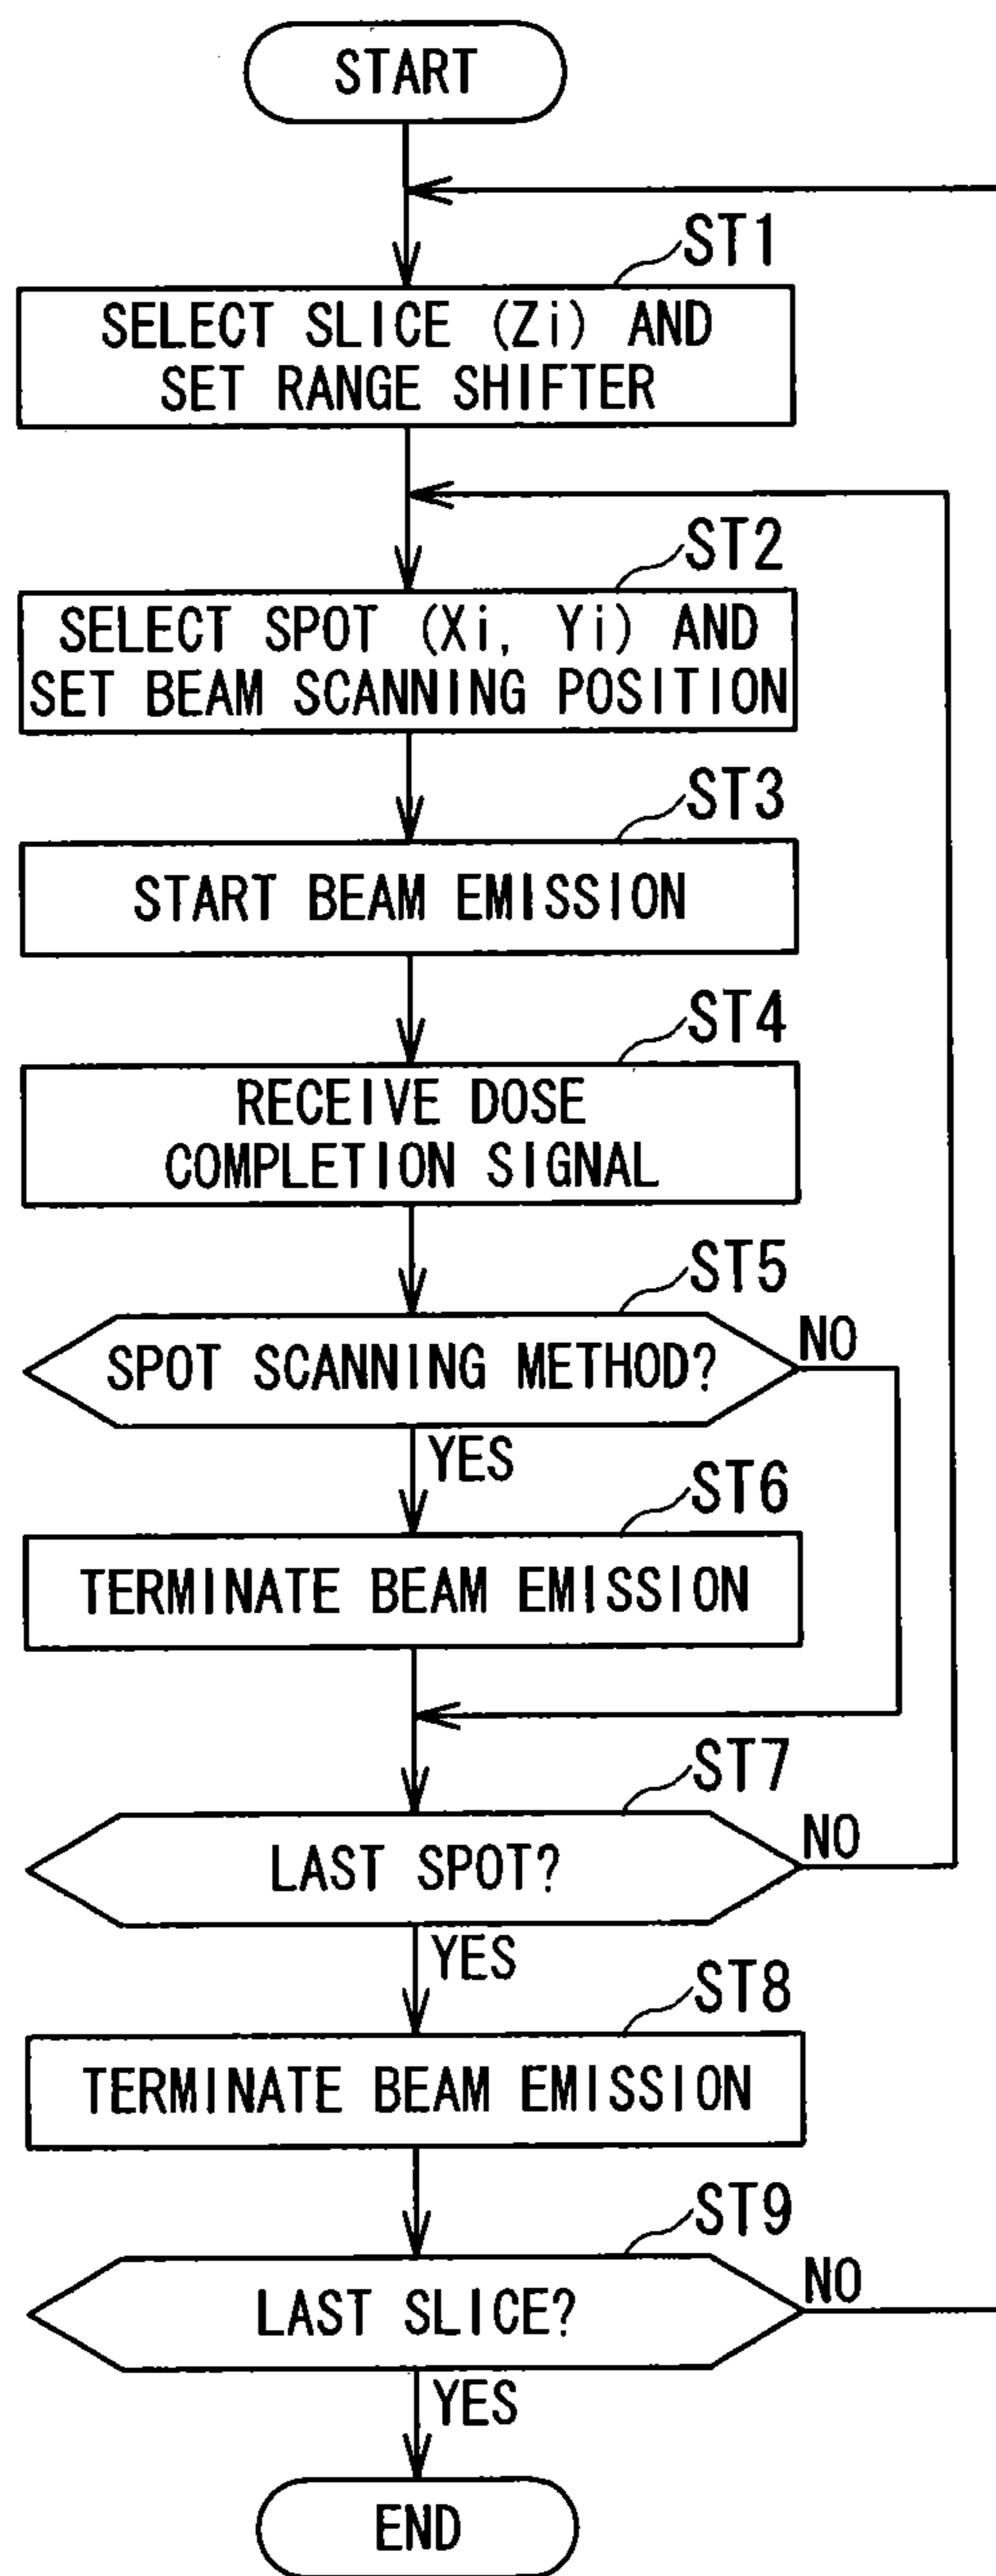 START
ST1
SELECT SLICE (Zi) AND
SET RANGE SHIFTER
ST2
SELECT SPOT (Xi, Yi) AND
SET BEAM SCANNING POSITION
ST3
START BEAM EMISSION
ST4
RECEIVE DOSE
COMPLETION SIGNAL
ST5
SPOT SCANNING METHOD?
NO
YES
ST6
TERMINATE BEAM EMISSION
ST7
LAST SPOT?
NO
YES
ST8
TERMINATE BEAM EMISSION
ST9
LAST SLICE?
NO
YES
END